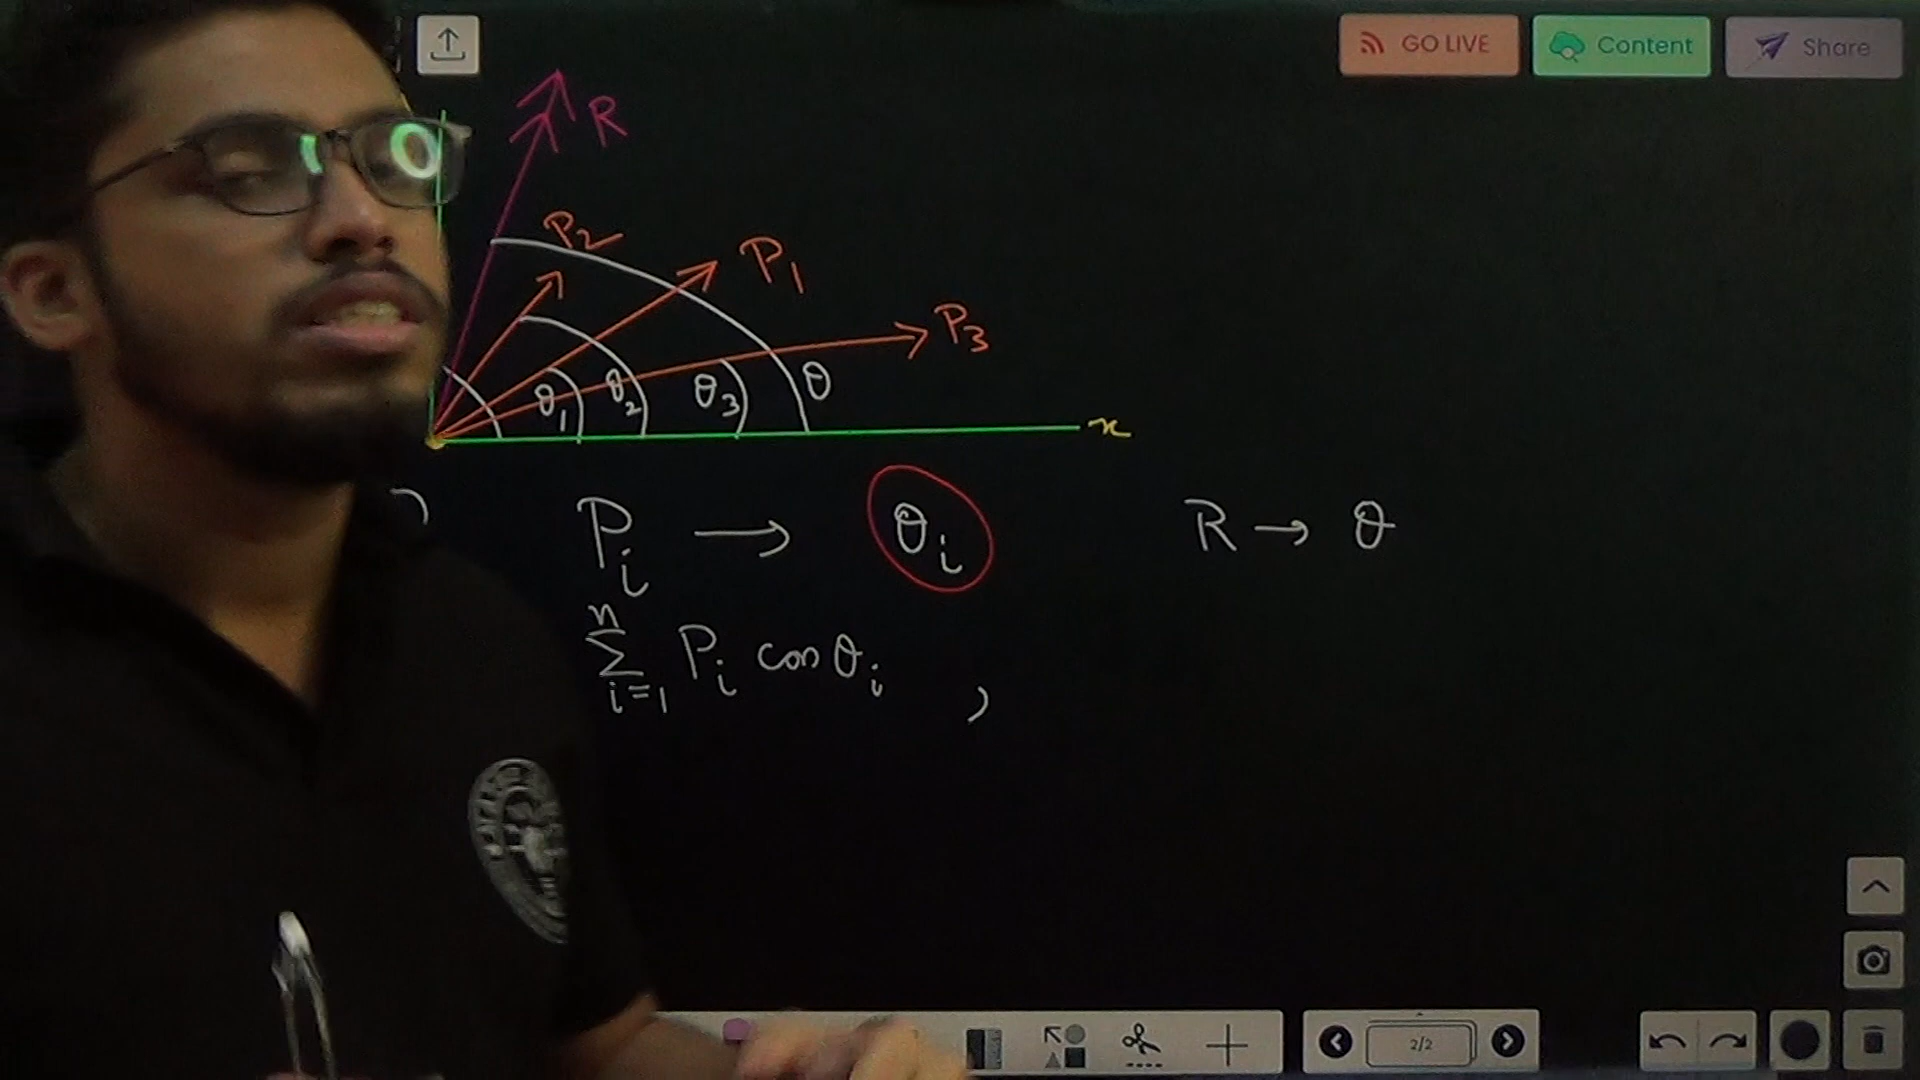 GO LIVE Content Share
R
P2
P1
P3
θ1 θ2 θ3 θ
x
Pi → θi R → θ
n
∑ Pi cos θi ,
i=1
2/2